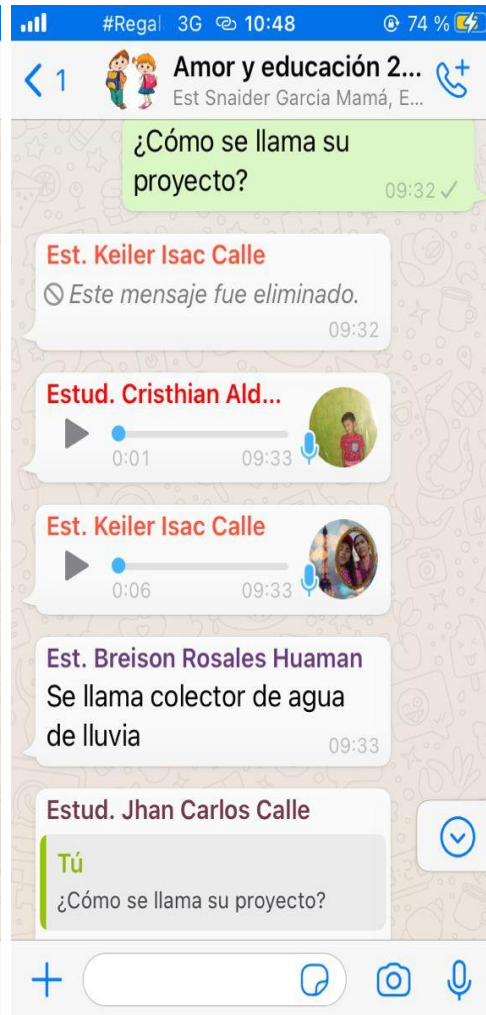 #Regal 3G 10:48 74 %
1 Amor y educación 2...
Est Snaider Garcia Mamá, E...
¿Cómo se llama su
proyecto?
09:32
Est. Keiler Isac Calle
Este mensaje fue eliminado.
09:32
Estud. Cristhian Ald...
0:01 09:33
Est. Keiler Isac Calle
0:06 09:33
Est. Breison Rosales Huaman
Se llama colector de agua
de lluvia
09:33
Estud. Jhan Carlos Calle
Tú
¿Cómo se llama su proyecto?